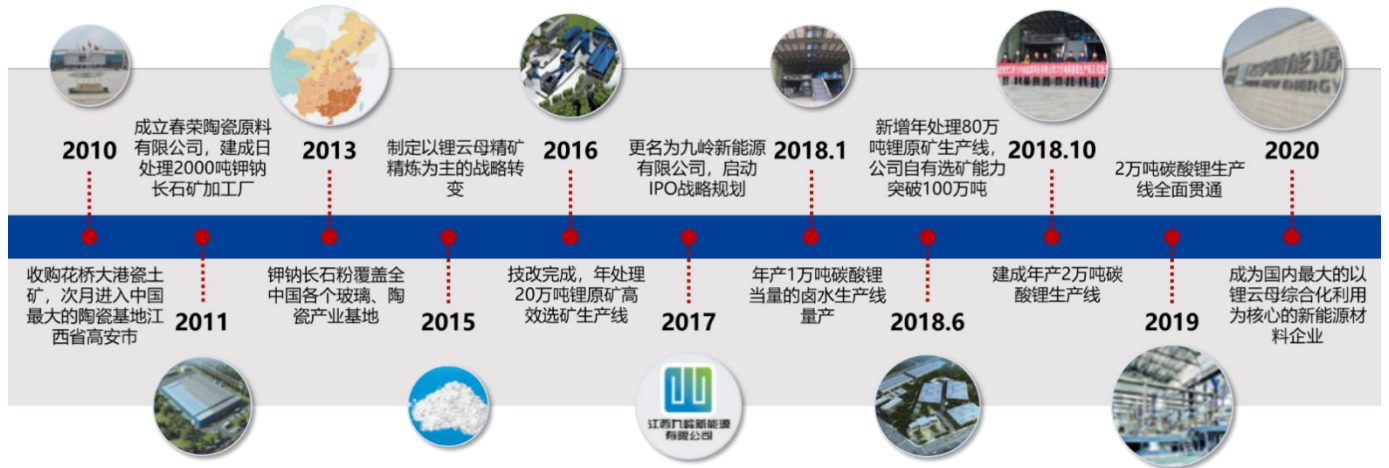 2010
收购花桥大港瓷土
矿，次月进入中国
最大的陶瓷基地江
西省高安市
成立春荣陶瓷原料
有限公司，建成日
处理2000吨钾钠
长石矿加工厂
2011
2013
钾钠长石粉覆盖全
中国各个玻璃、陶
瓷产业基地
制定以锂云母精矿
精炼为主的战略转
变
2015
2016
技改完成，年处理
20万吨锂原矿高
效选矿生产线
更名为九岭新能源
有限公司，启动
IPO战略规划
2017
江西九岭新能源
有限公司
2018.1
年产1万吨碳酸锂
当量的卤水生产线
量产
新增年处理80万
吨锂原矿生产线，
公司自有选矿能力
突破100万吨
2018.6
2018.10
建成年产2万吨碳
酸锂生产线
2万吨碳酸锂生产
线全面贯通
2019
新能源
ENERGY
2020
成为国内最大的以
锂云母综合化利用
为核心的新能源材
料企业